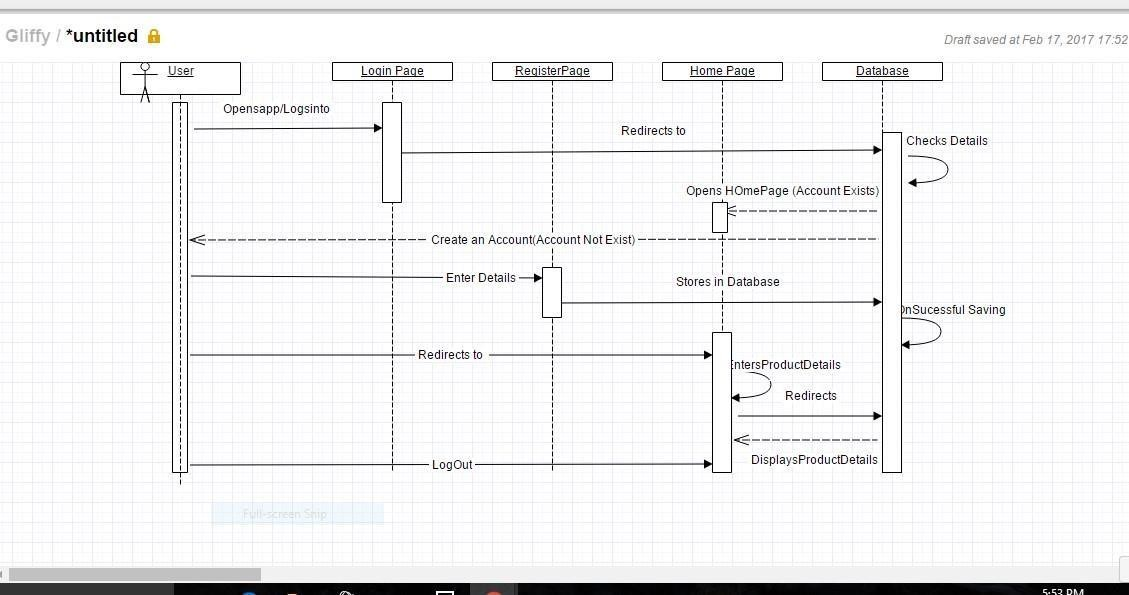 Gliffy / *untitled
Draft saved at Feb 17, 2017 17:52
User
Login Page
RegisterPage
Home Page
Database
Opensapp/Logsinto
Redirects to
Checks Details
Opens HOmePage (Account Exists)
Create an Account(Account Not Exist)
Enter Details
Stores in Database
OnSucessful Saving
Redirects to
EntersProductDetails
Redirects
DisplaysProductDetails
LogOut
Full-screen Snip
5:53 PM